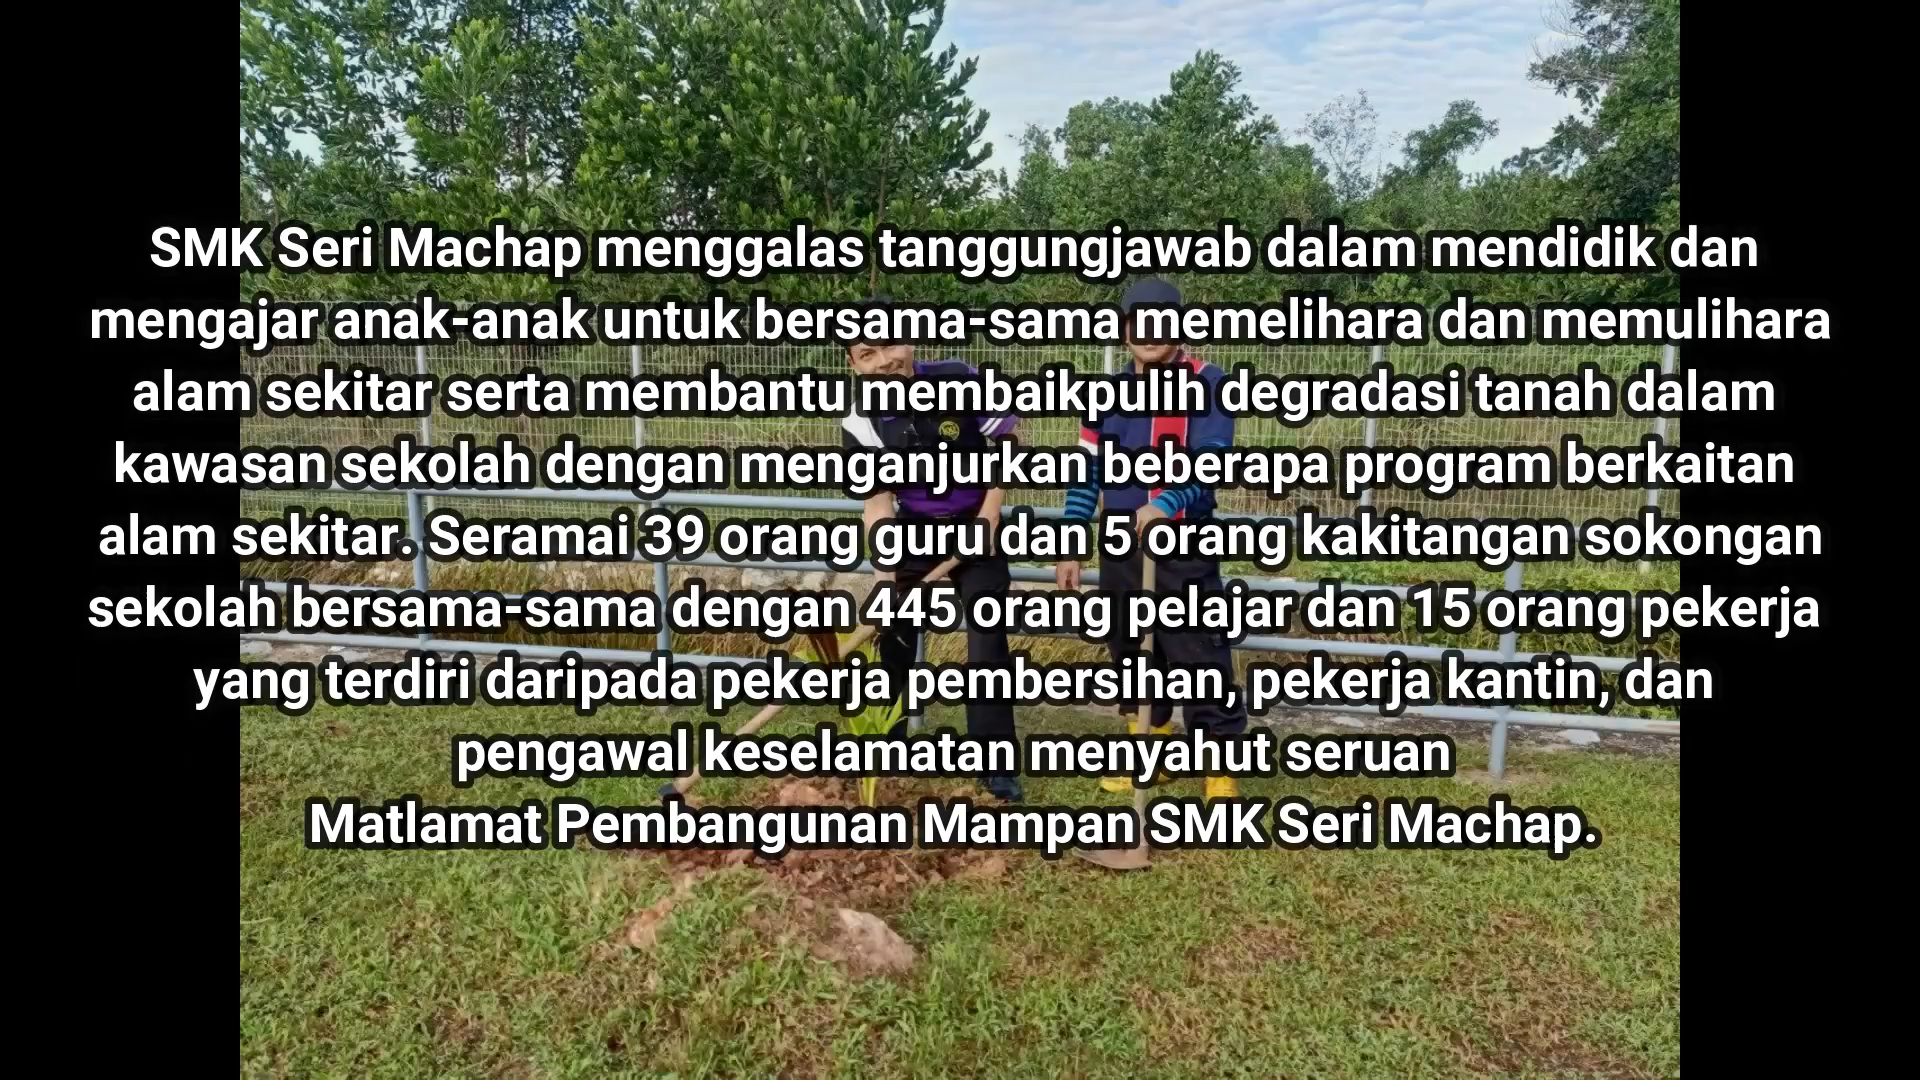 SMK Seri Machap menggalas tanggungjawab dalam mendidik dan
mengajar anak-anak untuk bersama-sama memelihara dan memulihara
alam sekitar serta membantu membaikpulih degradasi tanah dalam
kawasan sekolah dengan menganjurkan beberapa program berkaitan
alam sekitar. Seramai 39 orang guru dan 5 orang kakitangan sokongan
sekolah bersama-sama dengan 445 orang pelajar dan 15 orang pekerja
yang terdiri daripada pekerja pembersihan, pekerja kantin, dan
pengawal keselamatan menyahut seruan
Matlamat Pembangunan Mampan SMK Seri Machap.